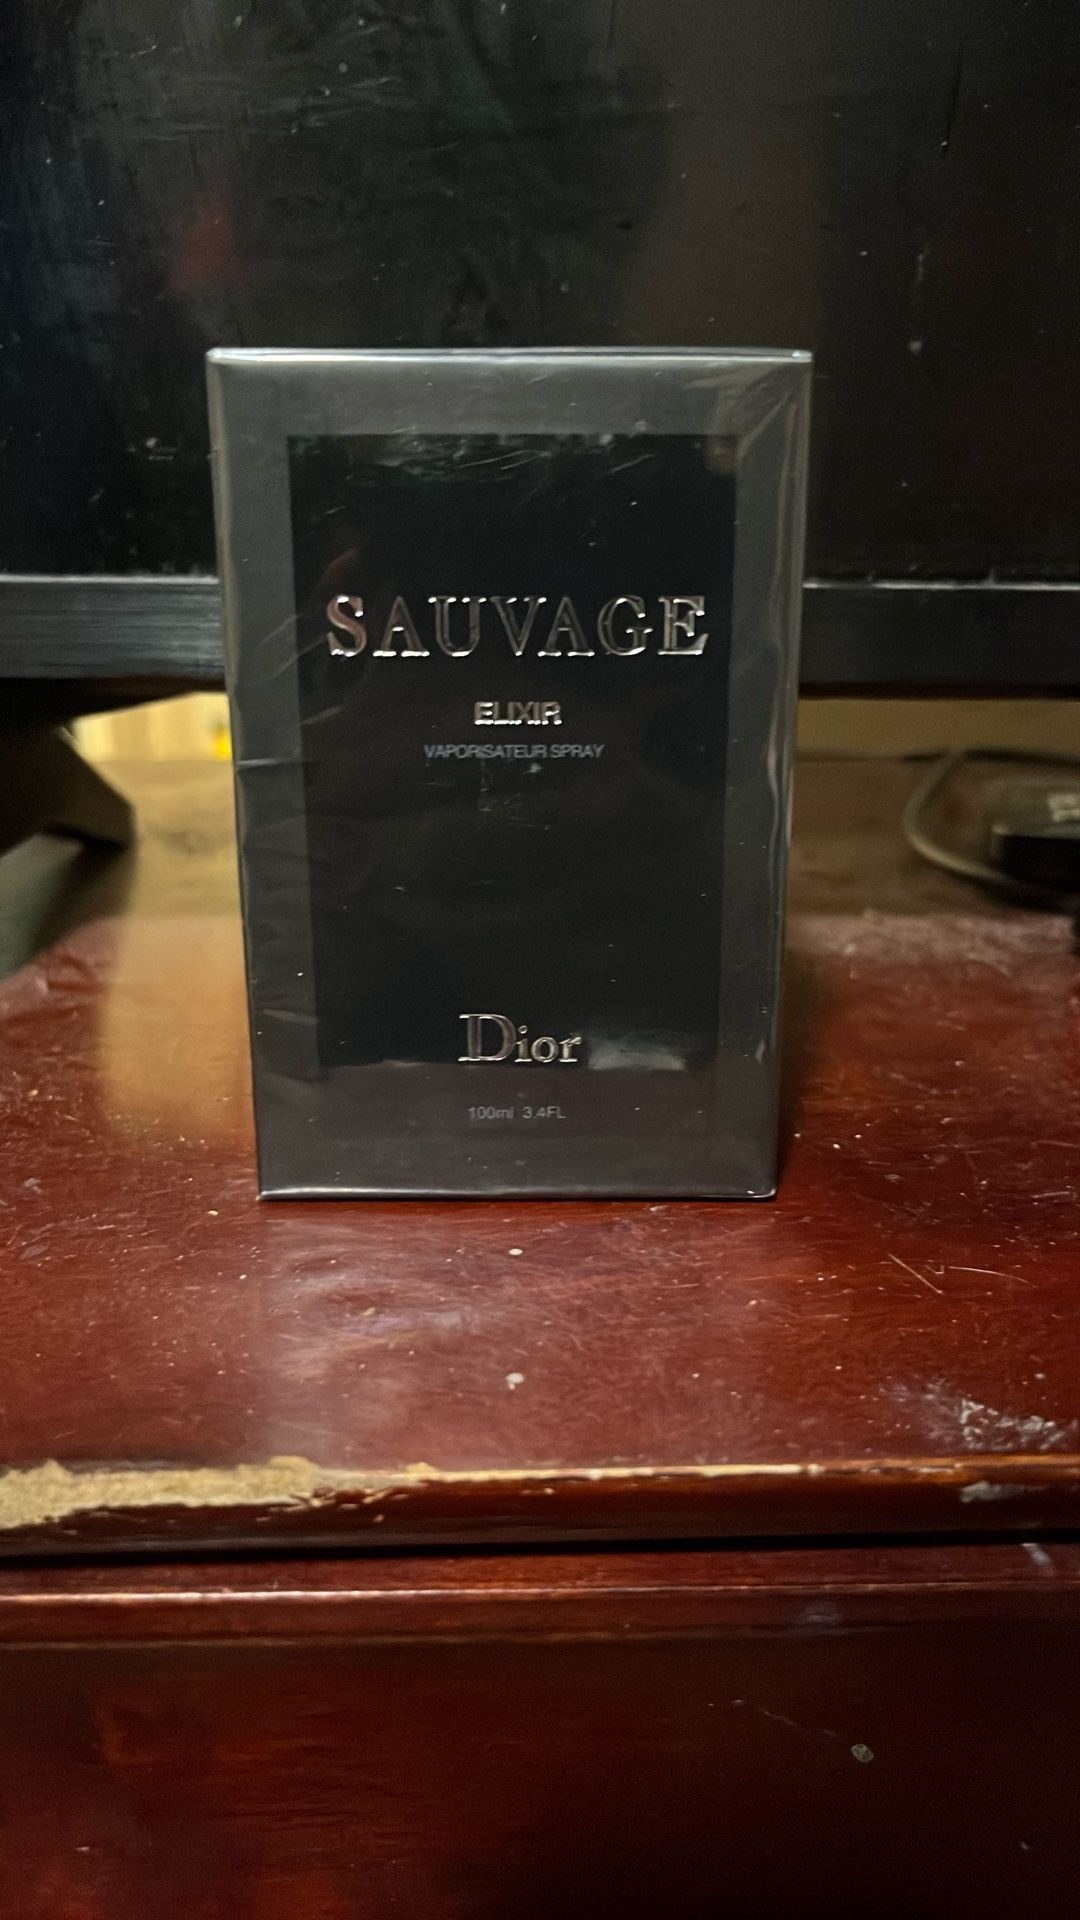 SAUVAGE
ELIXIR
VAPORISATEUR SPRAY
Dior
100ml 3.4FL